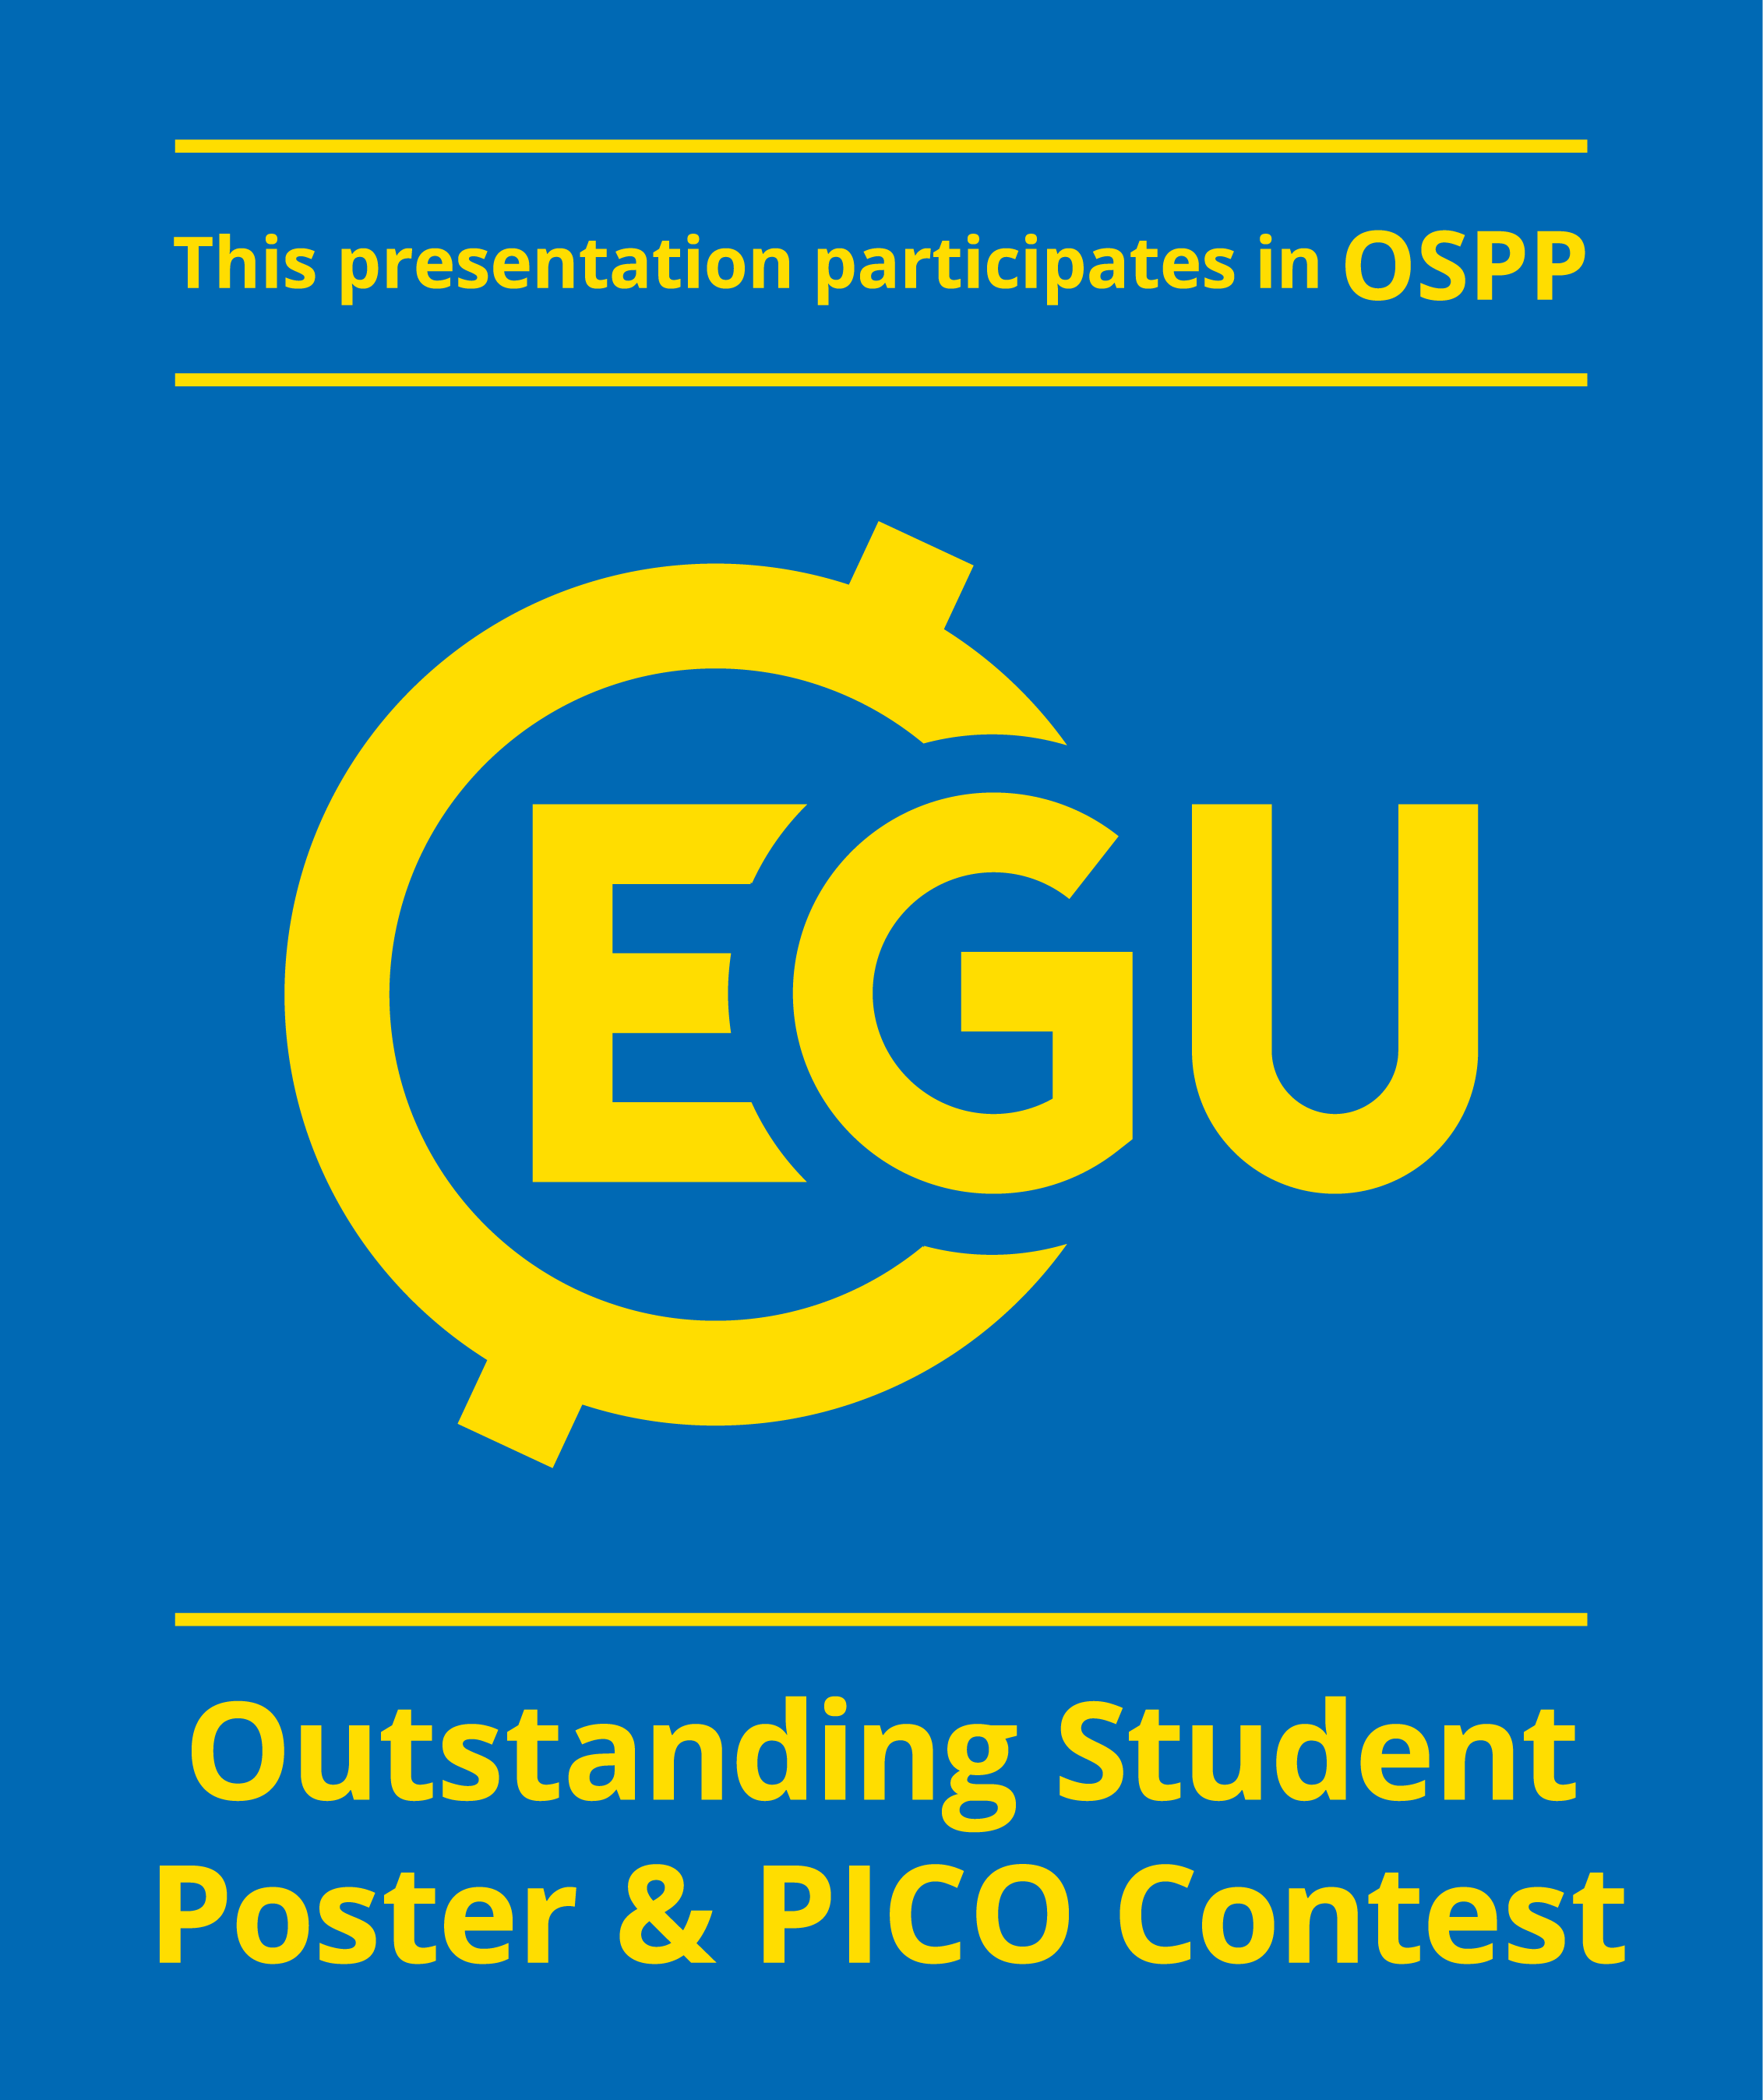 This presentation participates in OSPP
EGU
Outstanding Student
Poster & PICO Contest